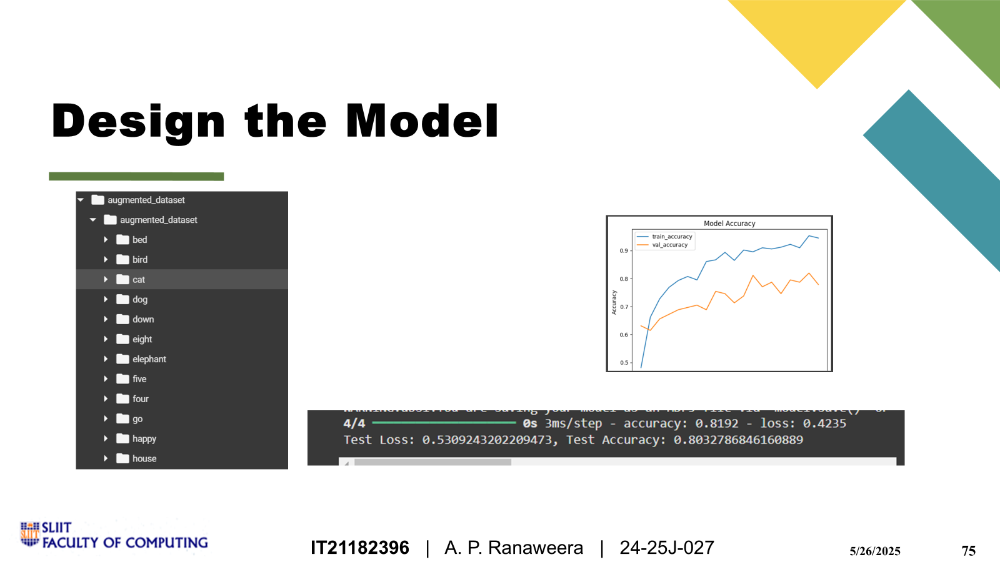 Design the Model
augmented_dataset
augmented_dataset
bed
bird
cat
dog
down
eight
elephant
five
four
go
happy
house
Model Accuracy
train_accuracy
val_accuracy
0.9
0.8
0.7
0.6
0.5
Accuracy
4/4 0s 3ms/step - accuracy: 0.8192 - loss: 0.4235
Test Loss: 0.5309243202209473, Test Accuracy: 0.8032786846160889
SLIIT
FACULTY OF COMPUTING
IT21182396 | A. P. Ranaweera | 24-25J-027
5/26/2025
75